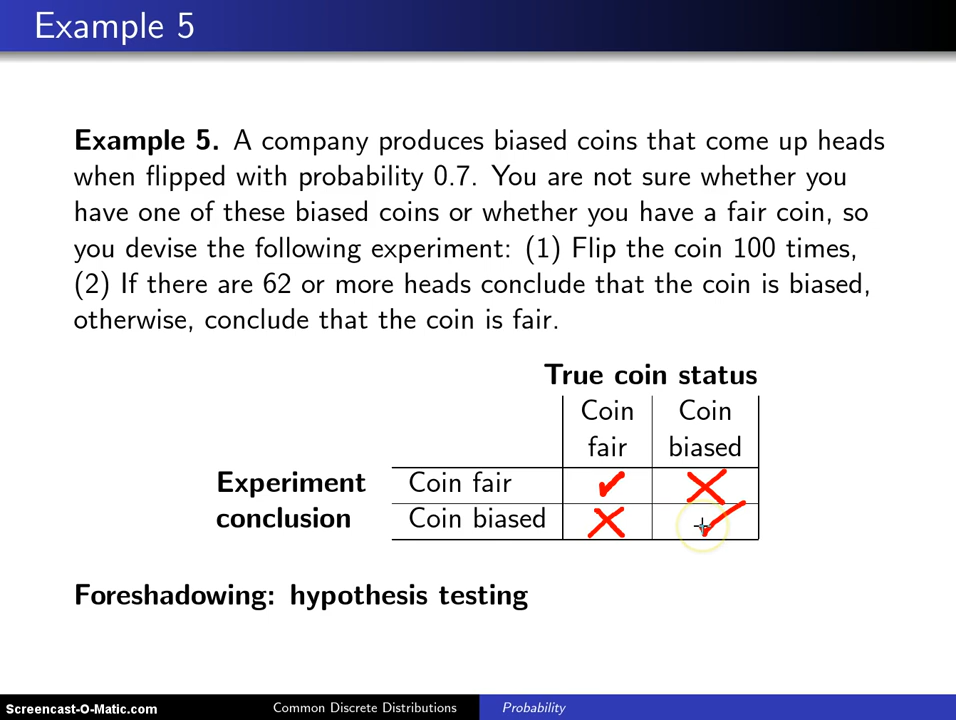 Example 5
Example 5. A company produces biased coins that come up heads
when flipped with probability 0.7. You are not sure whether you
have one of these biased coins or whether you have a fair coin, so
you devise the following experiment: (1) Flip the coin 100 times,
(2) If there are 62 or more heads conclude that the coin is biased,
otherwise, conclude that the coin is fair.
True coin status
Coin Coin
fair biased
Experiment Coin fair
conclusion Coin biased
Foreshadowing: hypothesis testing
Screencast-O-Matic.com Common Discrete Distributions Probability